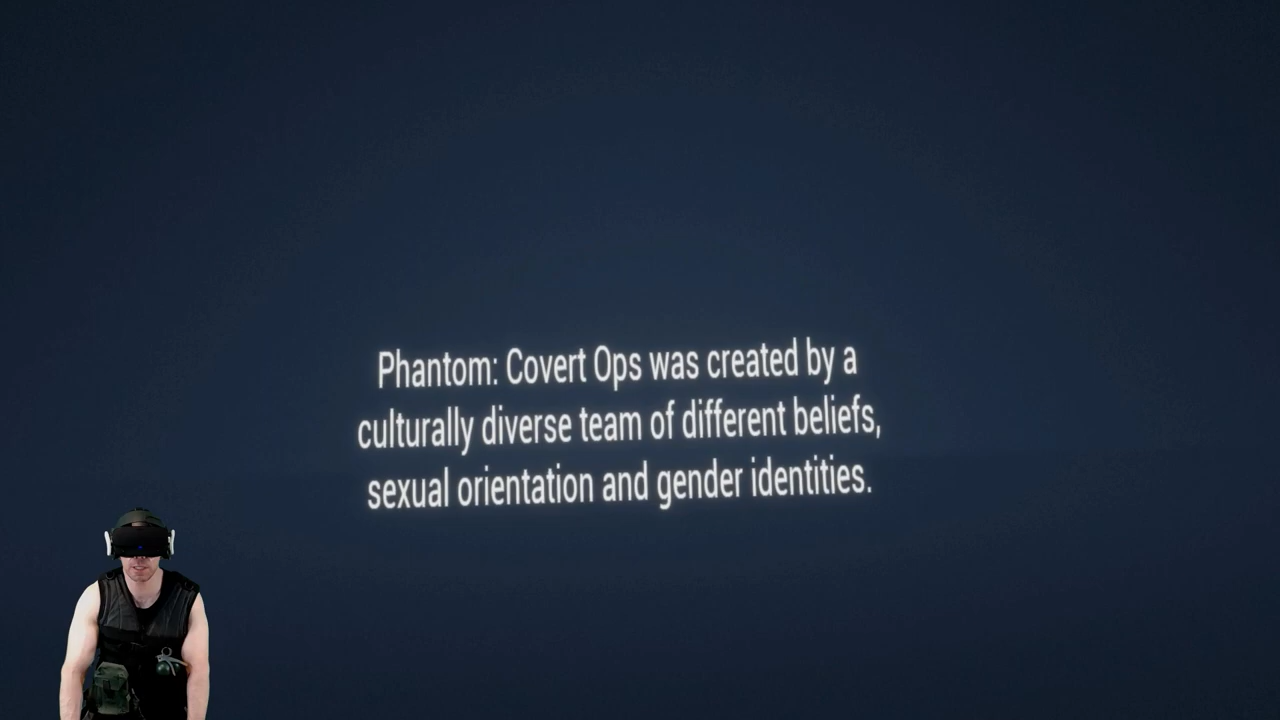 Phantom: Covert Ops was created by a
culturally diverse team of different beliefs,
sexual orientation and gender identities.